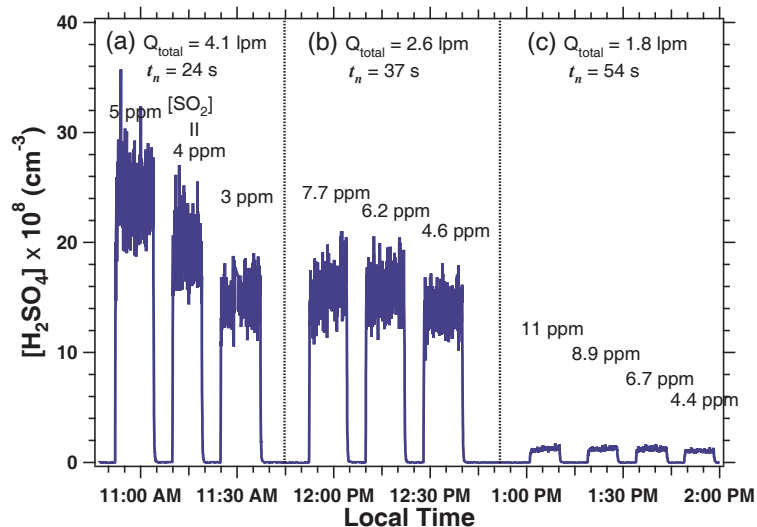 (a) Q_total = 4.1 lpm
t_n = 24 s
(b) Q_total = 2.6 lpm
t_n = 37 s
(c) Q_total = 1.8 lpm
t_n = 54 s
5 ppm
[SO₂]
II
4 ppm
3 ppm
7.7 ppm
6.2 ppm
4.6 ppm
11 ppm
8.9 ppm
6.7 ppm
4.4 ppm
[H₂SO₄] x 10⁸ (cm⁻³)
40
30
20
10
0
11:00 AM 11:30 AM 12:00 PM 12:30 PM 1:00 PM 1:30 PM 2:00 PM
Local Time